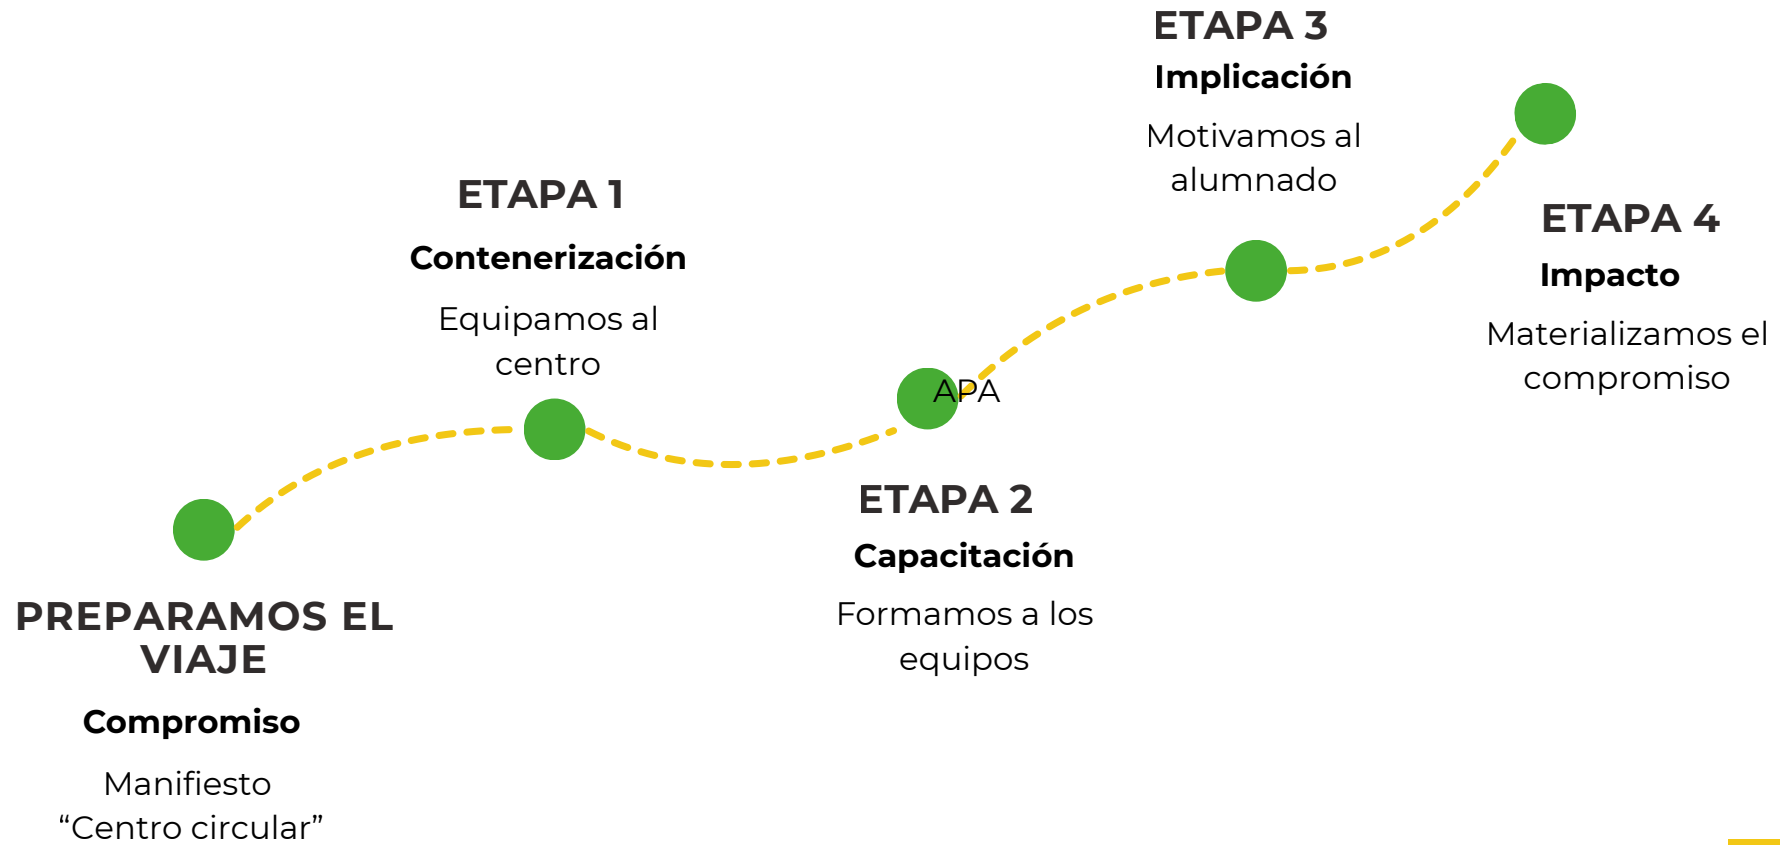 PREPARAMOS EL
VIAJE
Compromiso
Manifiesto
“Centro circular”
ETAPA 1
Contenerización
Equipamos al
centro
APA
ETAPA 2
Capacitación
Formamos a los
equipos
ETAPA 3
Implicación
Motivamos al
alumnado
ETAPA 4
Impacto
Materializamos el
compromiso